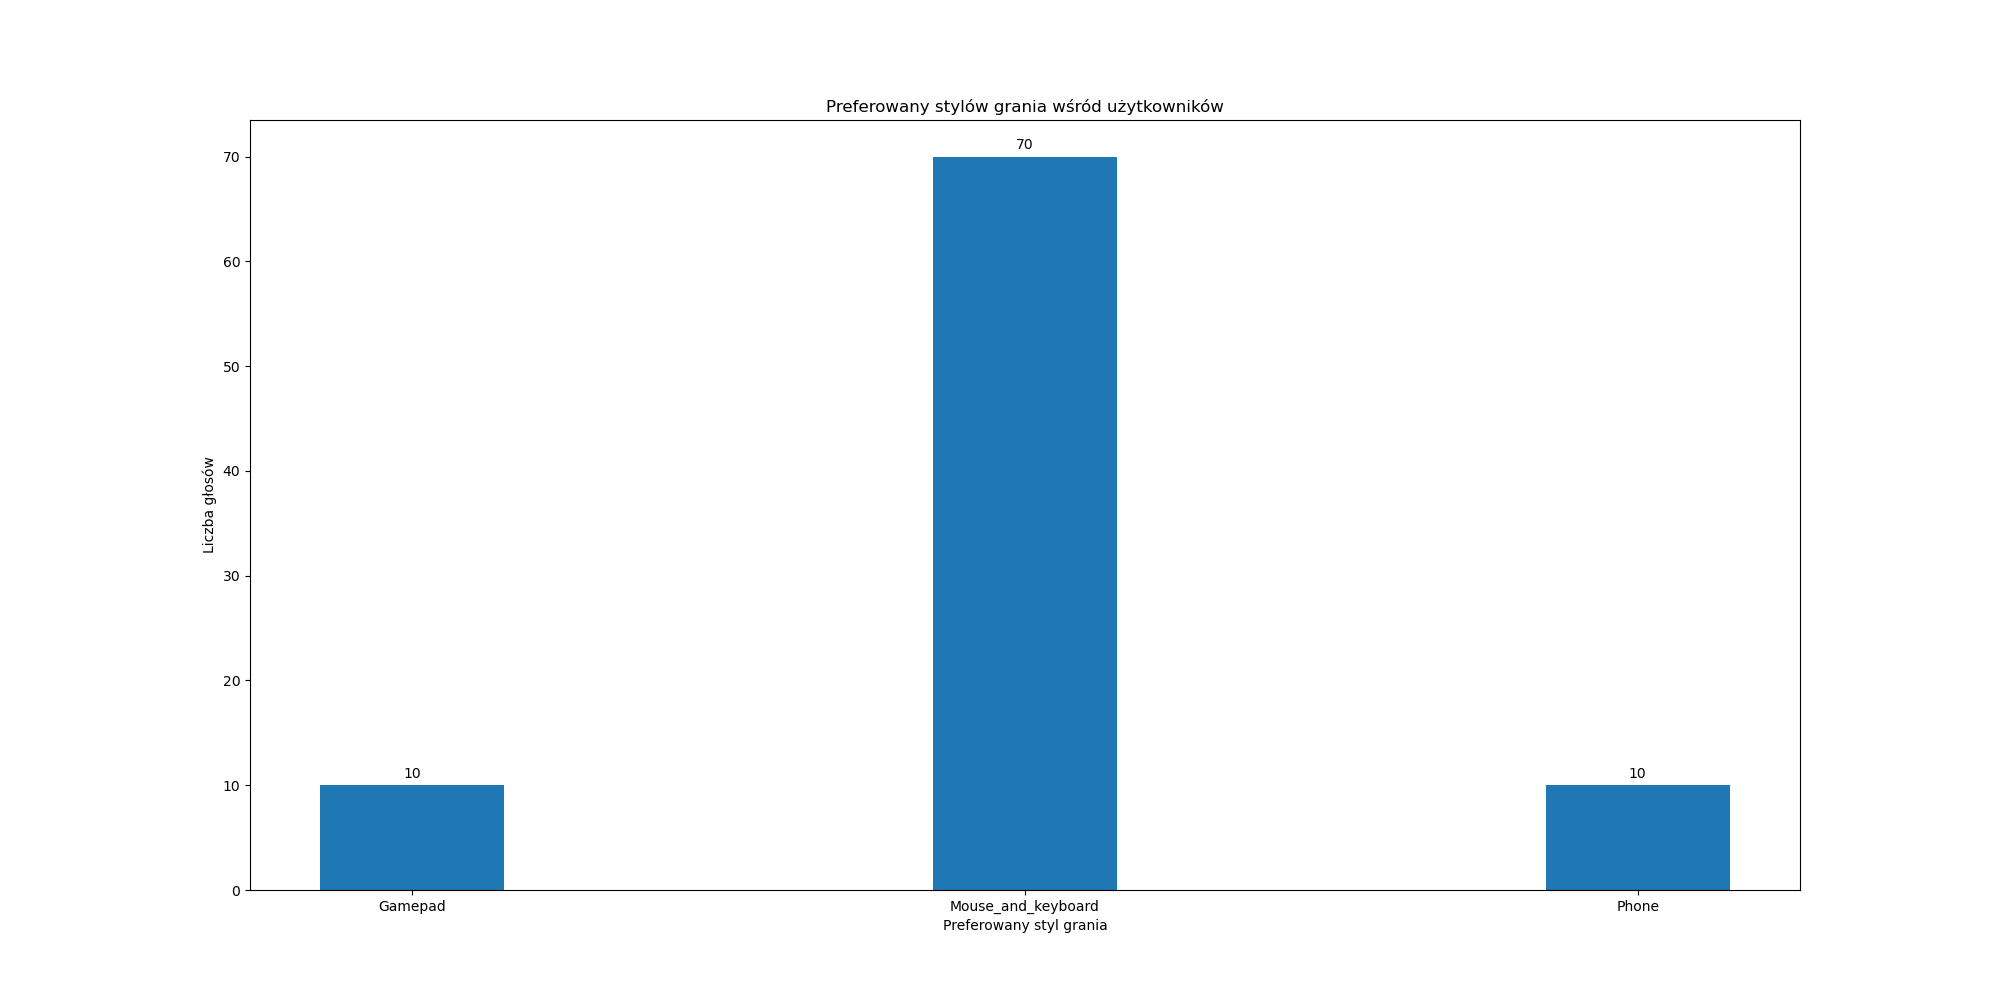 Preferowany stylów grania wśród użytkowników
70
60
50
40
30
20
10
0
Liczba głosów
10
70
10
Gamepad
Mouse_and_keyboard
Phone
Preferowany styl grania